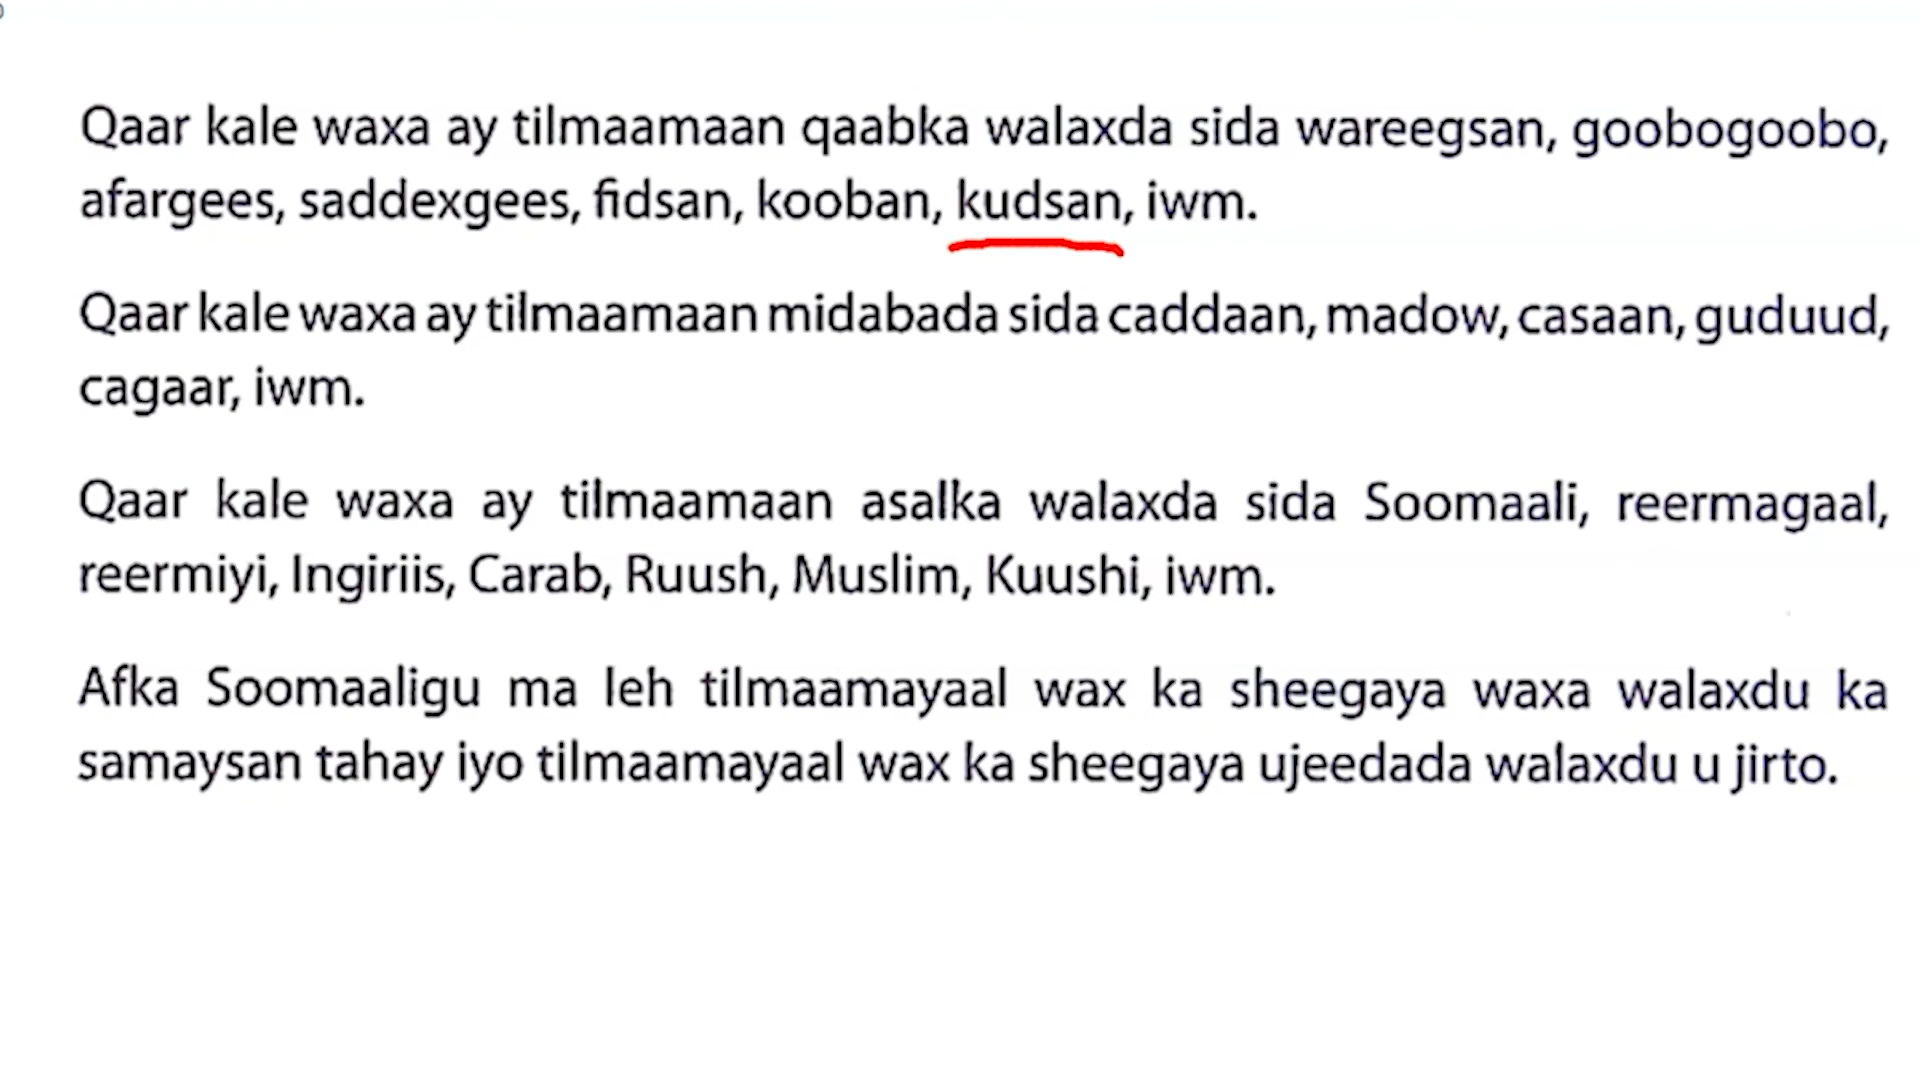 Qaar kale waxa ay tilmaamaan qaabka walaxda sida wareegsan, goobogoobo,
afargees, saddexgees, fidsan, kooban, kudsan, iwm.
Qaar kale waxa ay tilmaamaan midabada sida caddaan, madow, casaan, guduud,
cagaar, iwm.
Qaar kale waxa ay tilmaamaan asalka walaxda sida Soomaali, reermagaal,
reermiyi, Ingiriis, Carab, Ruush, Muslim, Kuushi, iwm.
Afka Soomaaligu ma leh tilmaamayaal wax ka sheegaya waxa walaxdu ka
samaysan tahay iyo tilmaamayaal wax ka sheegaya ujeedada walaxdu u jirto.